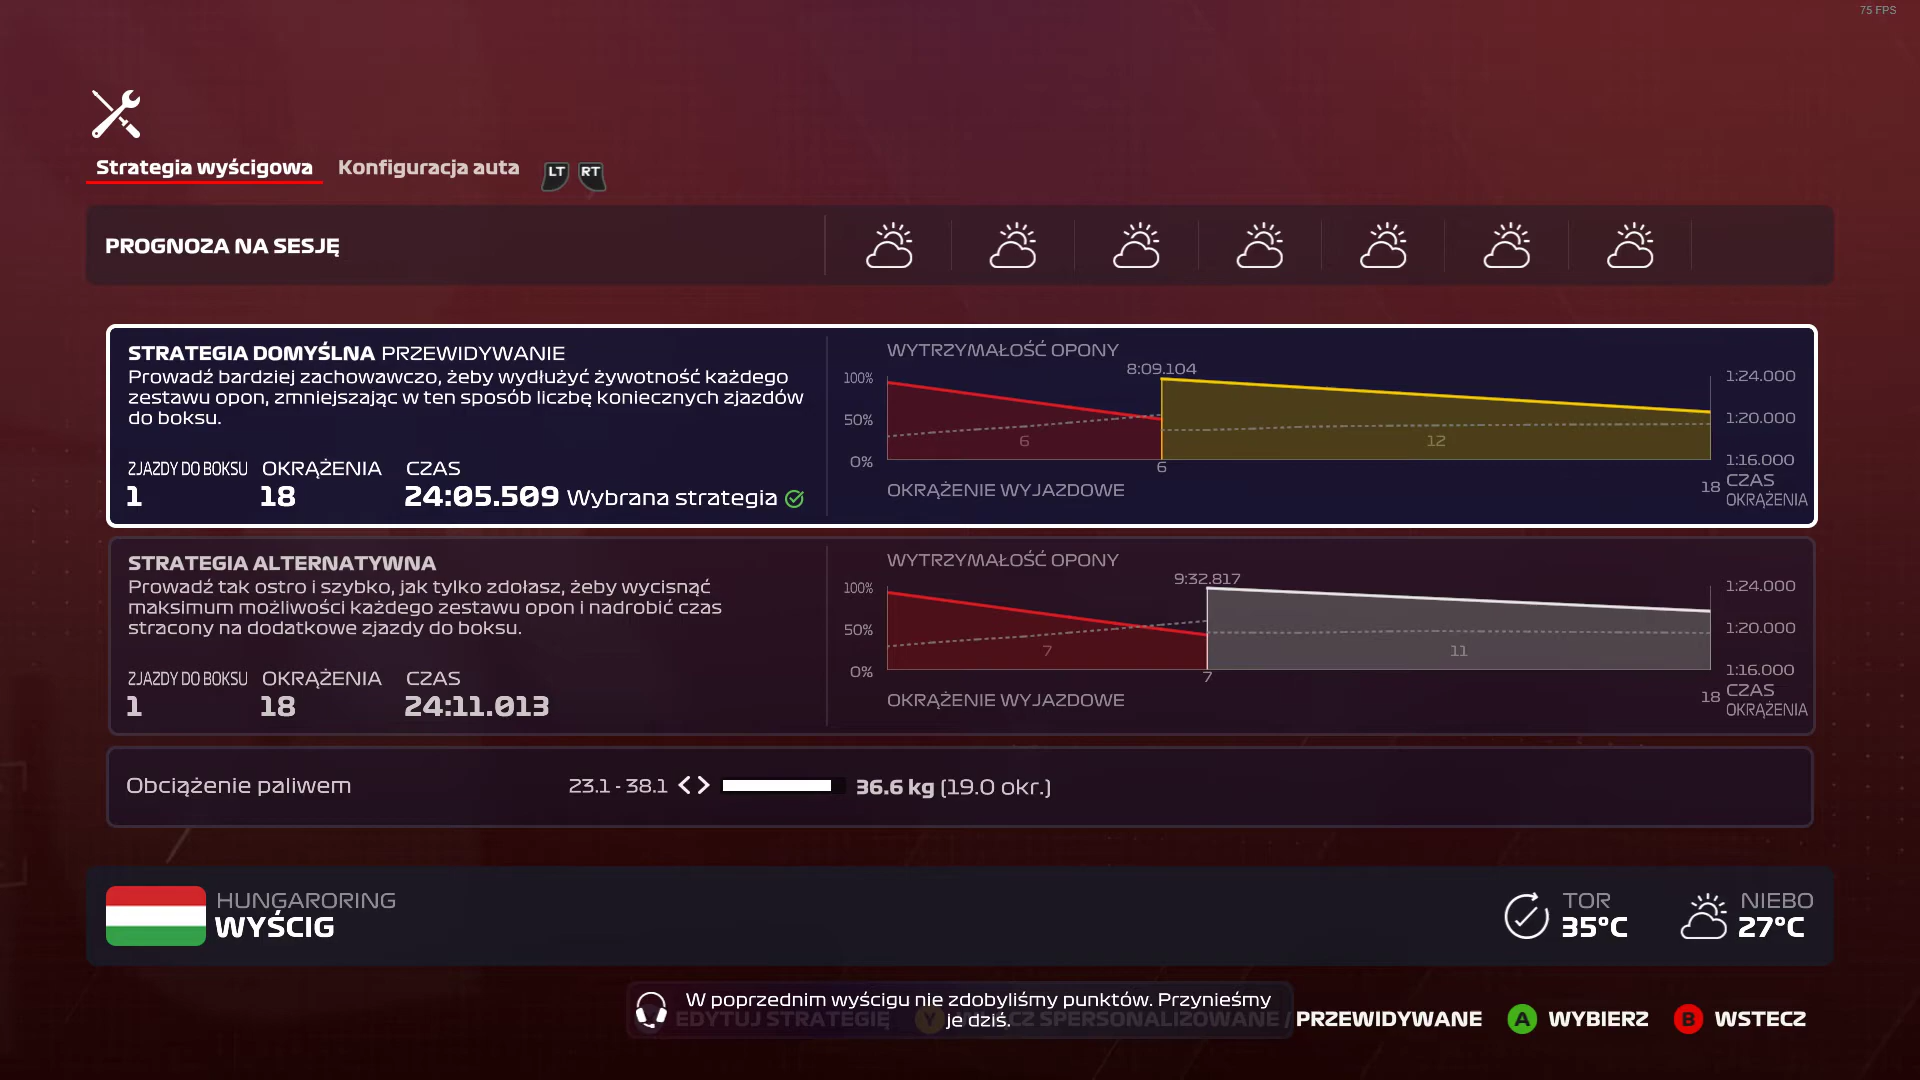 75 FPS
Strategia wyścigowa
Konfiguracja auta
LT RT
PROGNOZA NA SESJĘ
STRATEGIA DOMYŚLNA PRZEWIDYWANIE
Prowadź bardziej zachowawczo, żeby wydłużyć żywotność każdego
zestawu opon, zmniejszając w ten sposób liczbę koniecznych zjazdów
do boksu.
ZJAZDY DO BOKSU OKRĄŻENIA CZAS
1 18 24:05.509 Wybrana strategia
WYTRZYMAŁOŚĆ OPONY
8:09.104
100% 1:24.000
50% 1:20.000
6 12
0% 1:16.000
6
OKRĄŻENIE WYJAZDOWE
18 CZAS
OKRĄŻENIA
STRATEGIA ALTERNATYWNA
Prowadź tak ostro i szybko, jak tylko zdołasz, żeby wycisnąć
maksimum możliwości każdego zestawu opon i nadrobić czas
stracony na dodatkowe zjazdy do boksu.
ZJAZDY DO BOKSU OKRĄŻENIA CZAS
1 18 24:11.013
WYTRZYMAŁOŚĆ OPONY
9:32.817
100% 1:24.000
50% 1:20.000
7 11
0% 1:16.000
7
OKRĄŻENIE WYJAZDOWE
18 CZAS
OKRĄŻENIA
Obciążenie paliwem 23.1 - 38.1 36.6 kg (19.0 okr.)
HUNGARORING
WYŚCIG
TOR
35°C
NIEBO
27°C
W poprzednim wyścigu nie zdobyliśmy punktów. Przynieśmy
je dziś.
EDYTUJ STRATEGIĘ Y SPERSONALIZOWANE / PRZEWIDYWANE A WYBIERZ B WSTECZ